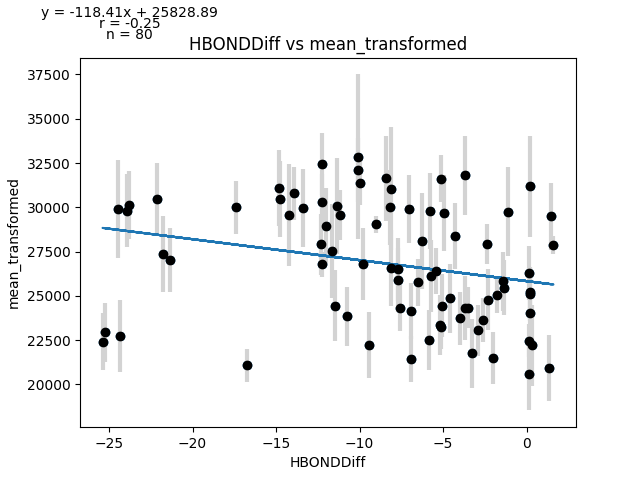 y = -118.41x + 25828.89
r = -0.25
n = 80
HBONDDiff vs mean_transformed
37500
35000
32500
30000
27500
25000
22500
20000
mean_transformed
−25
−20
−15
−10
−5
0
HBONDDiff